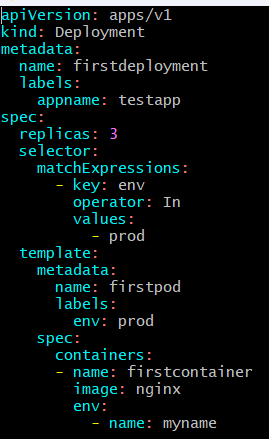 apiVersion: apps/v1
kind: Deployment
metadata:
  name: firstdeployment
  labels:
    appname: testapp
spec:
  replicas: 3
  selector:
    matchExpressions:
      - key: env
        operator: In
        values:
          - prod
  template:
    metadata:
      name: firstpod
      labels:
        env: prod
    spec:
      containers:
      - name: firstcontainer
        image: nginx
        env:
          - name: myname